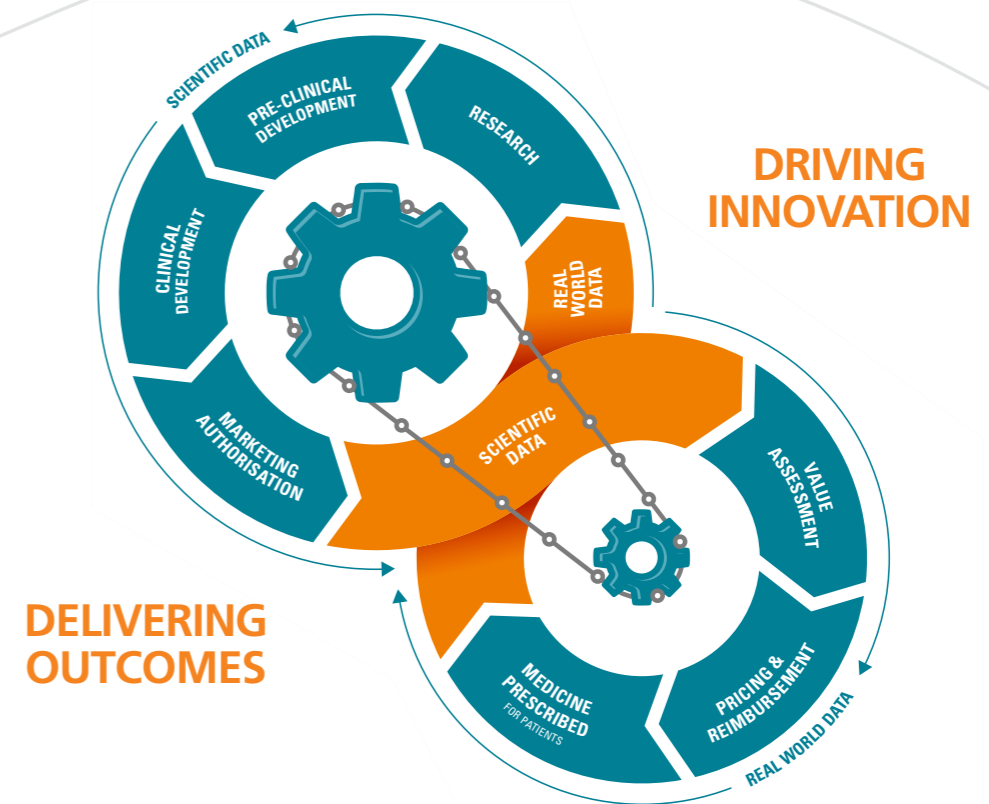 SCIENTIFIC DATA
PRE-CLINICAL
DEVELOPMENT
RESEARCH
DRIVING
INNOVATION
CLINICAL
DEVELOPMENT
REAL
WORLD
DATA
MARKETING
AUTHORISATION
SCIENTIFIC
DATA
VALUE
ASSESSMENT
DELIVERING
OUTCOMES
MEDICINE
PRESCRIBED
FOR PATIENTS
PRICING &
REIMBURSEMENT
REAL WORLD DATA